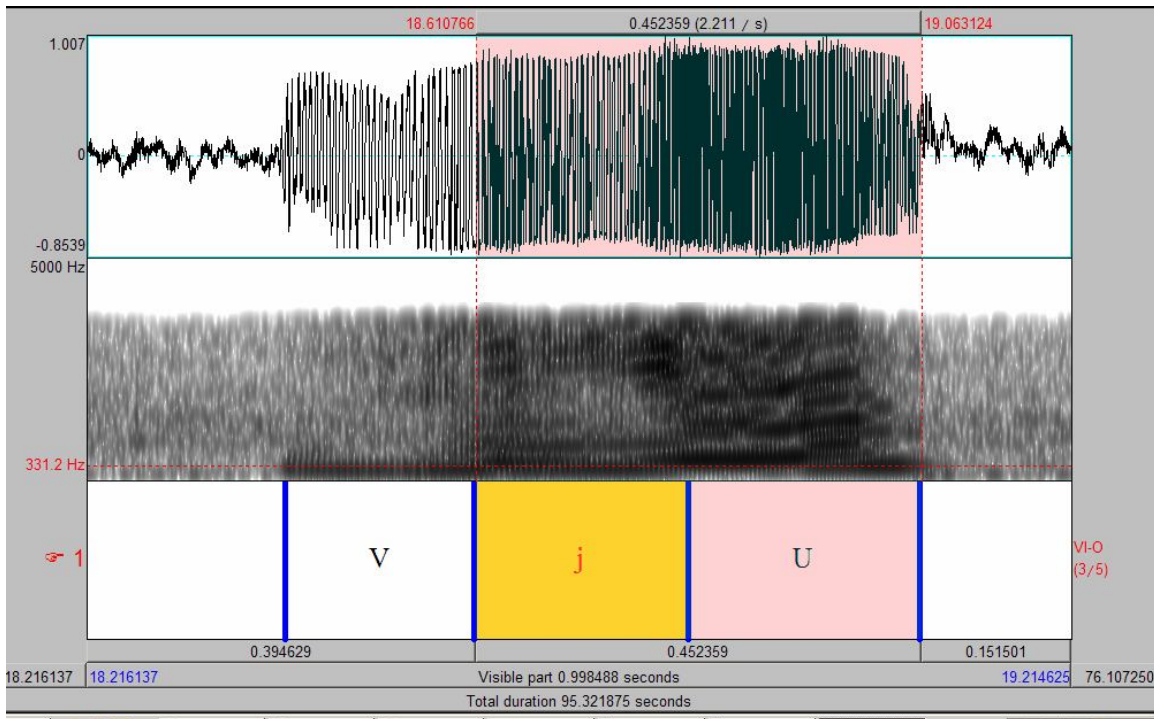 18.610766 0.452359 (2.211 / s) 19.063124
1.007
0
-0.8539
5000 Hz
331.2 Hz
☞ 1 V j U VI-O
(3/5)
0.394629 0.452359 0.151501
18.216137 18.216137 Visible part 0.998488 seconds 19.214625 76.107250
Total duration 95.321875 seconds